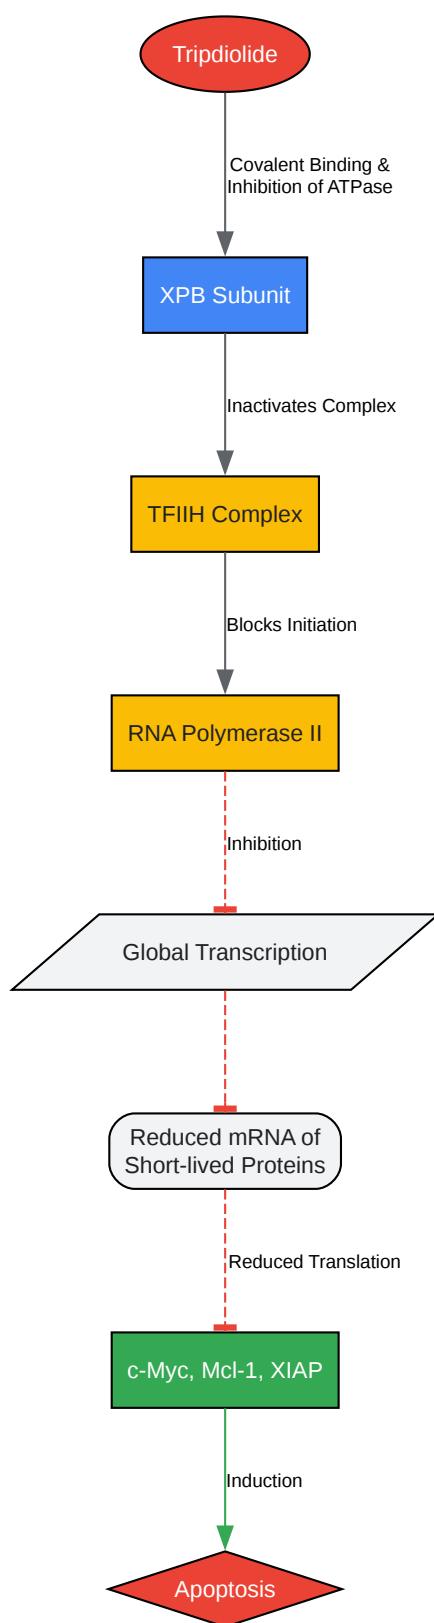 Tripdiolide
Covalent Binding &
Inhibition of ATPase
XPB Subunit
Inactivates Complex
TFIIH Complex
Blocks Initiation
RNA Polymerase II
Inhibition
Global Transcription
Reduced mRNA of
Short-lived Proteins
Reduced Translation
c-Myc, Mcl-1, XIAP
Induction
Apoptosis